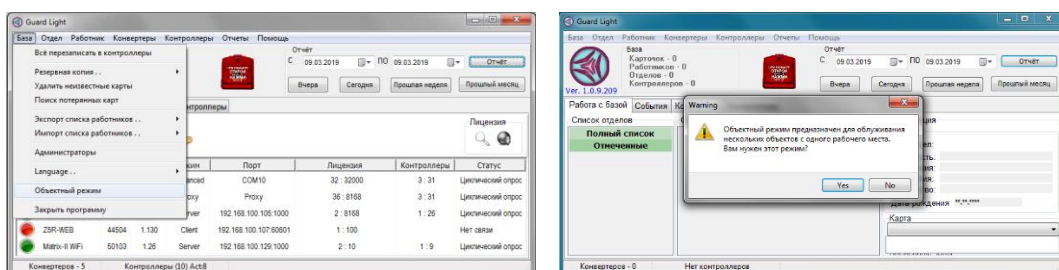 Guard Light
База Отдел Работник Конвертеры Контроллеры Отчеты Помощь
Всё перезаписать в контроллеры
Резервная копия . .
Удалить неизвестные карты
Поиск потерянных карт
Экспорт списка работников . .
Импорт списка работников . .
Администраторы
Language . .
Объектный режим
Закрыть программу
Отчёт
С 09.03.2019 ПО 09.03.2019 Отчёт
Вчера Сегодня Прошлая неделя Прошлый месяц
Лицензия
Порт Лицензия Контроллеры Статус
COM10 32 : 32000 3 : 31 Циклический опрос
Proxy 36 : 8168 3 : 31 Циклический опрос
192.168.100.105:1000 2 : 8168 1 : 26 Циклический опрос
Z5R-WEB 44504 1.130 Client 192.168.100.107:60601 1 : 100 Нет связи
Matrix-II WiFi 50103 1.26 Server 192.168.100.129:1000 2 : 10 1 : 9 Циклический опрос
Конвертеров - 5 Контроллеры (10) Act:8
Guard Light
База Отдел Работник Конвертеры Контроллеры Отчеты Помощь
База
Карточек - 0
Работников - 0
Отделов - 0
Контроллеров - 0
Ver. 1.0.9.209
Отчёт
С 09.03.2019 ПО 09.03.2019 Отчёт
Вчера Сегодня Прошлая неделя Прошлый месяц
Работа с базой События
Список отделов
Полный список
Отмеченные
Warning
Объектный режим предназначен для облуживания
нескольких объектов с одного рабочего места.
Вам нужен этот режим?
Yes No
Карта
Конвертеров - 0 Нет контроллеров